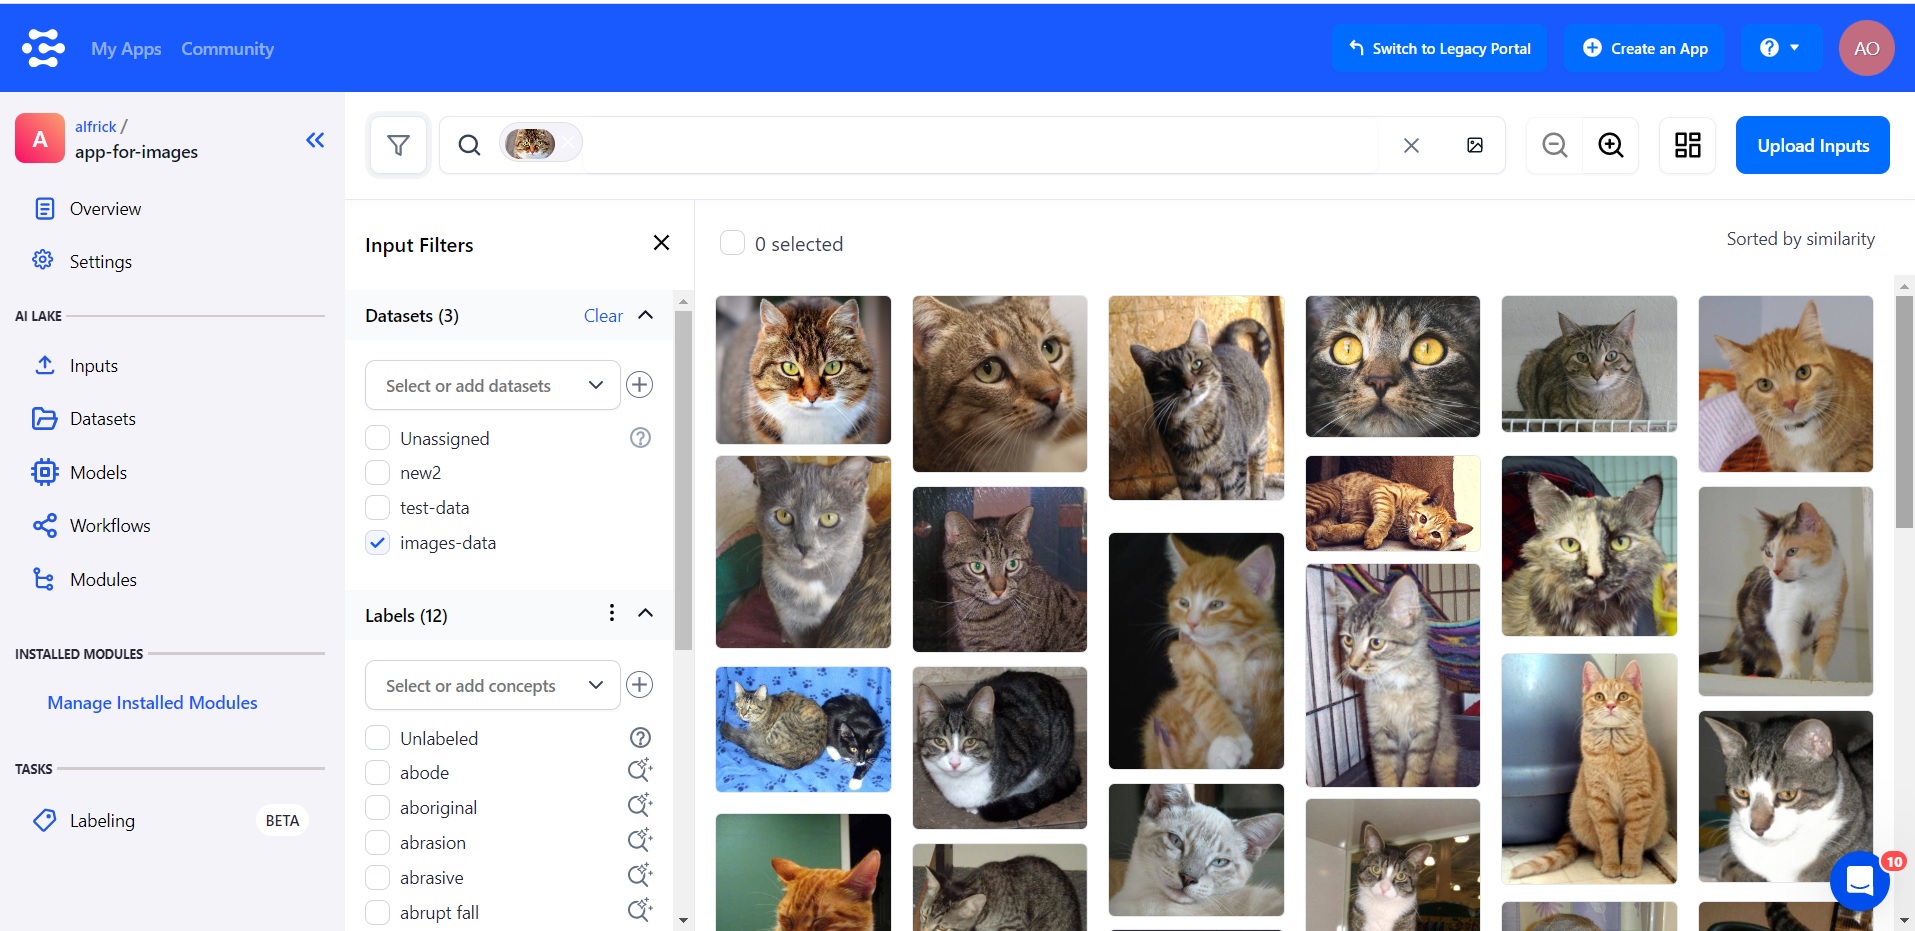 My Apps Community
Switch to Legacy Portal
Create an App
AO
A
alfrick /
app-for-images
Overview
Settings
AI LAKE
Inputs
Datasets
Models
Workflows
Modules
INSTALLED MODULES
Manage Installed Modules
TASKS
Labeling BETA
Upload Inputs
Input Filters
Datasets (3) Clear
Select or add datasets
Unassigned
new2
test-data
images-data
Labels (12)
Select or add concepts
Unlabeled
abode
aboriginal
abrasion
abrasive
abrupt fall
0 selected
Sorted by similarity
10